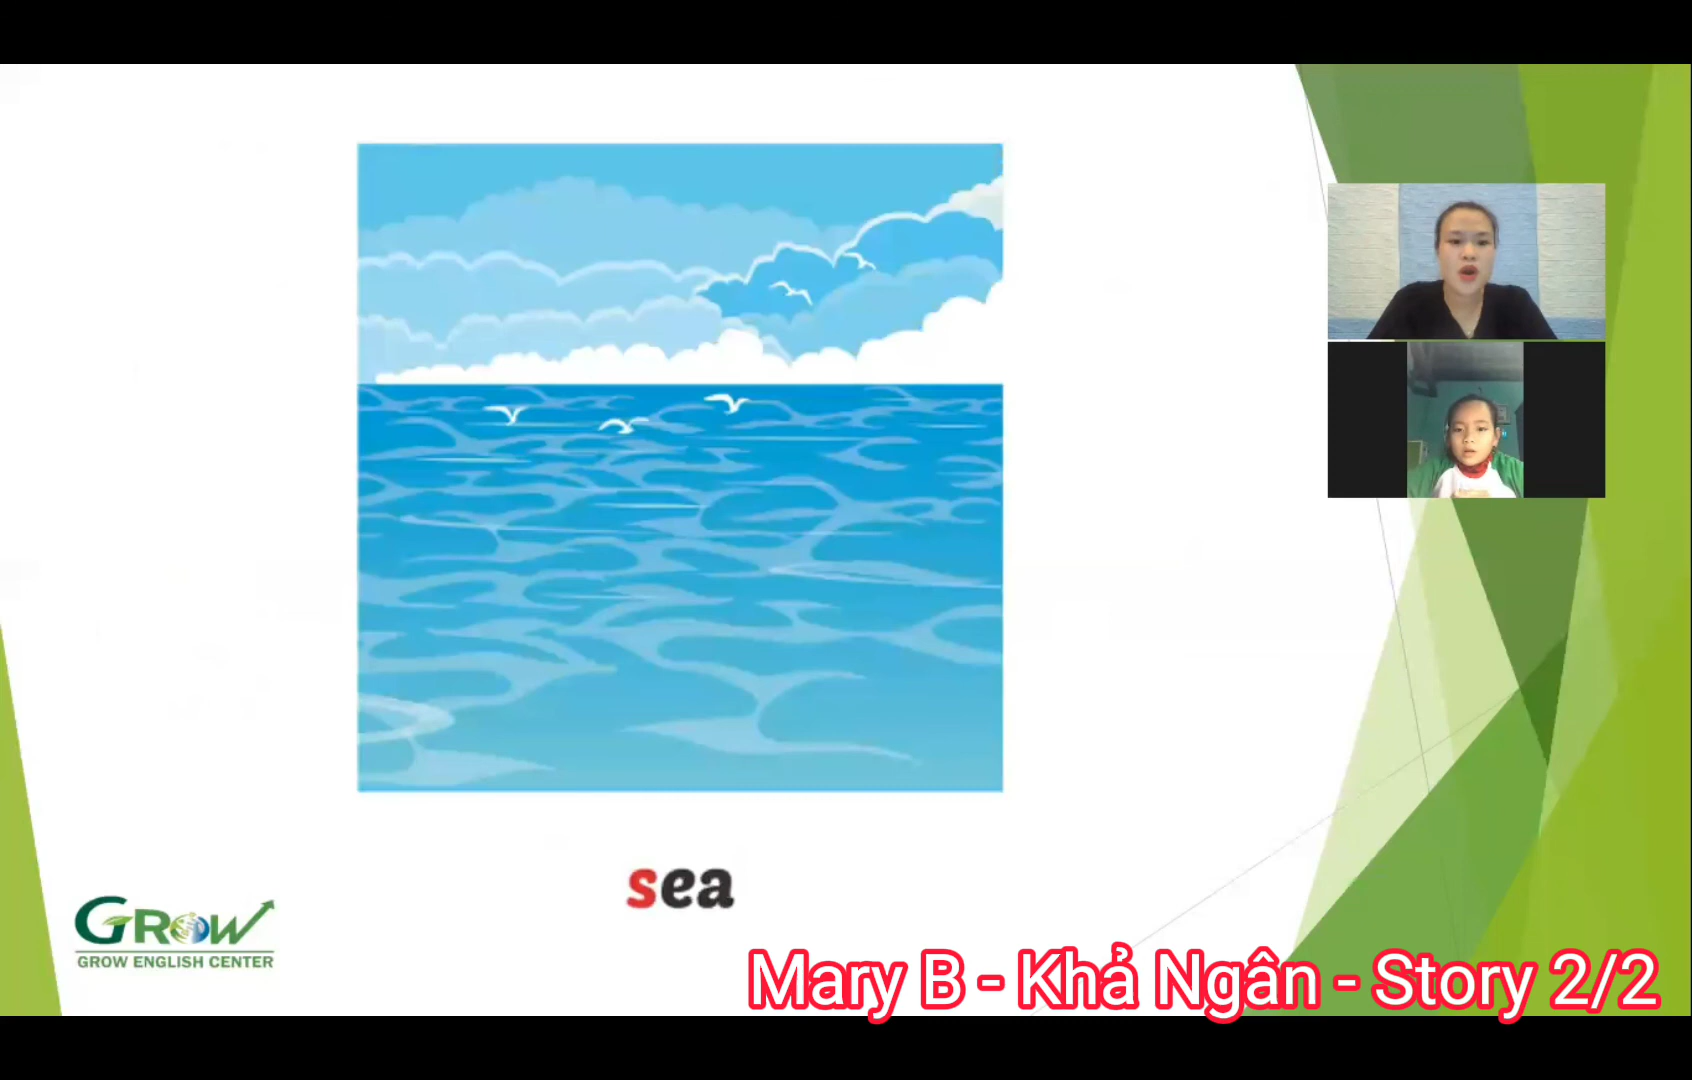 sea
GROW
GROW ENGLISH CENTER
Mary B - Khả Ngân - Story 2/2